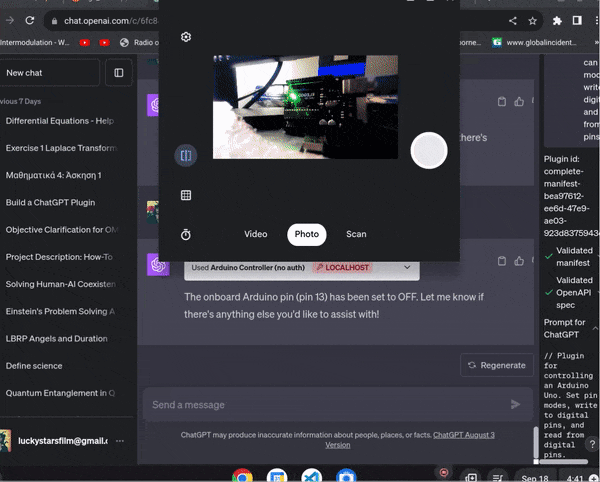 chat.openai.com/c/6fc8
Intermodulation - W...
Radio o
oorne...
www.globalincident...
New chat
vious 7 Days
Differential Equations - Help
Exercise 1 Laplace Transform
Μαθηματικά 4: Άσκηση 1
Build a ChatGPT Plugin
Objective Clarification for OM
Project Description: How-To
Solving Human-AI Coexisten
Einstein's Problem Solving A
LBRP Angels and Duration
Define science
Quantum Entanglement in Q
luckystarsfilm@gmail.c
Video
Photo
Scan
there's
Used Arduino Controller (no auth)
LOCALHOST
The onboard Arduino pin (pin 13) has been set to OFF. Let me know if
there's anything else you'd like to assist with!
Regenerate
Send a message
ChatGPT may produce inaccurate information about people, places, or facts. ChatGPT August 3
Version
can
mod
write
digit
and
from
pins
Plugin id:
complete-
manifest-
bea97612-
ee6d-47e9-
ae03-
923d8375943
Validated
manifest
Validated
OpenAPI
spec
Prompt for
ChatGPT
// Plugin
for
controlling
an Arduino
Uno. Set pin
modes, write
to digital
pins, and
read from
digital
pins.
?
Sep 18
4:41